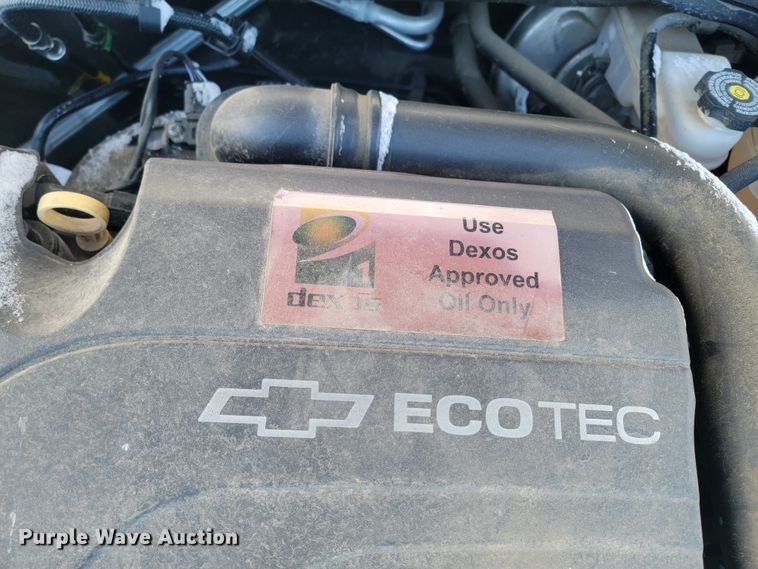 Use
Dexos
Approved
Oil Only
1
dexos
ECOTEC
Purple Wave Auction